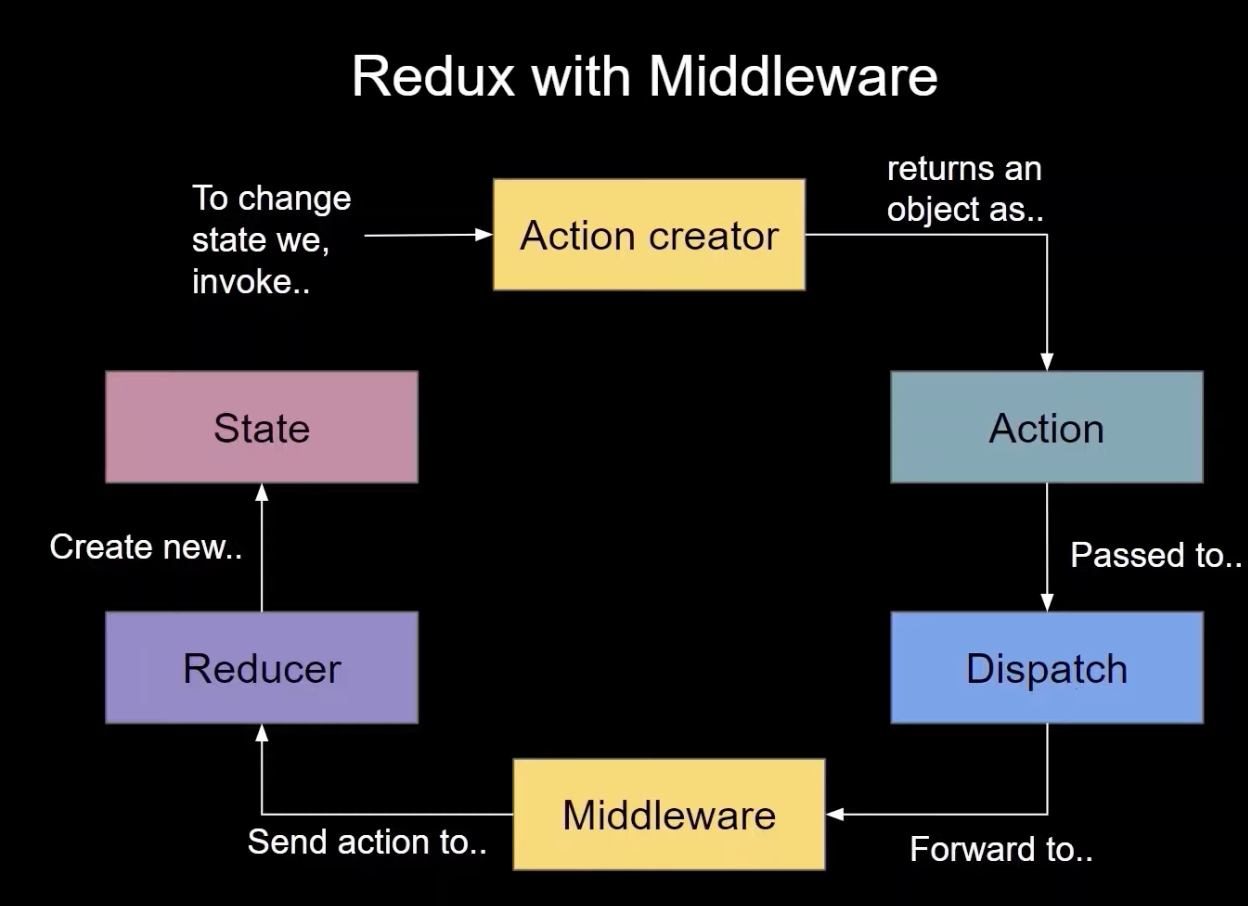 Redux with Middleware
To change
state we,
invoke..
Action creator
returns an
object as..
State
Action
Create new..
Passed to..
Reducer
Dispatch
Middleware
Send action to..
Forward to..